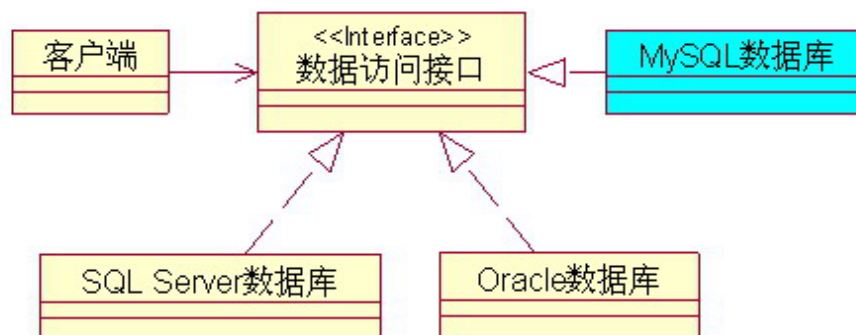 客户端
<<Interface>>
数据访问接口
MySQL数据库
SQL Server数据库
Oracle数据库